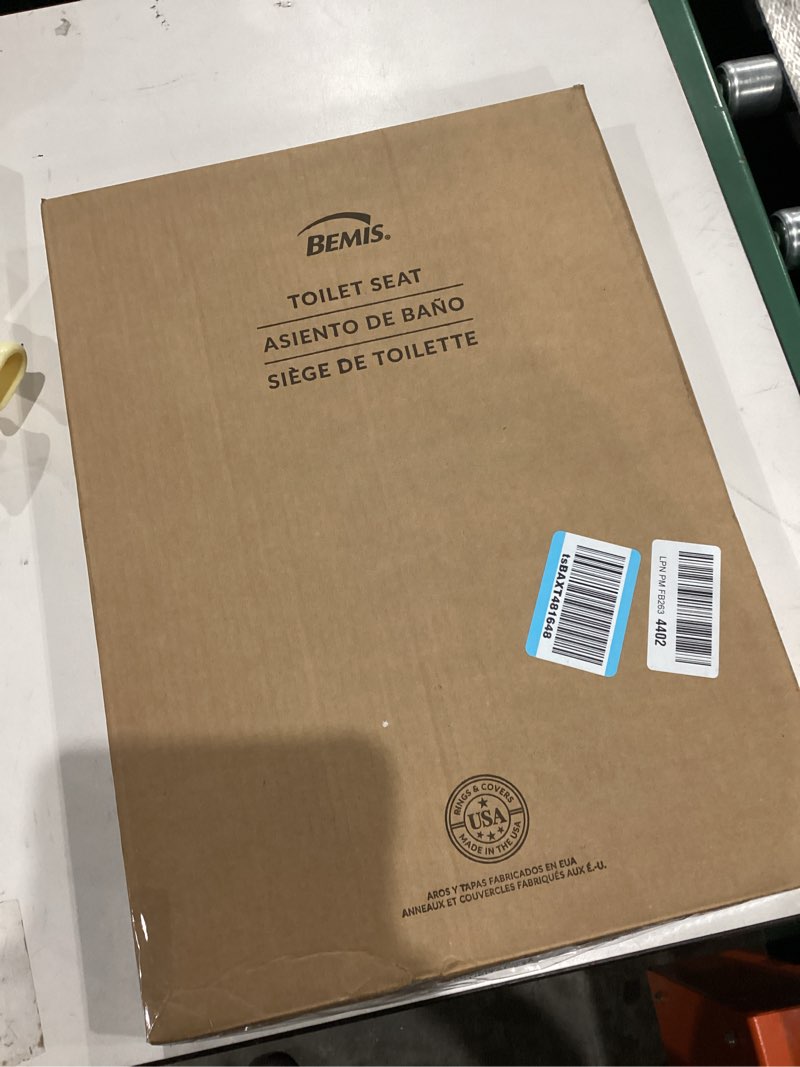 BEMIS®
TOILET SEAT
ASIENTO DE BAÑO
SIÈGE DE TOILETTE
tsBAXT481648
LPN PM FB263 4402
RINGS & COVERS
USA
MADE IN THE USA
AROS Y TAPAS FABRICADOS EN EUA
ANNEAUX ET COUVERCLES FABRIQUÉS AUX É.-U.